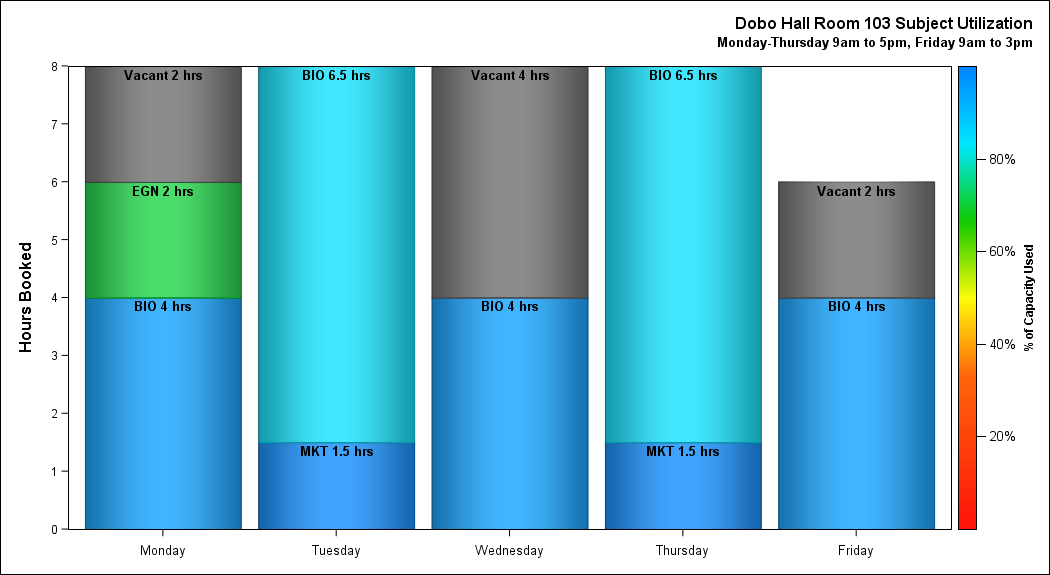 Dobo Hall Room 103 Subject Utilization
Monday-Thursday 9am to 5pm, Friday 9am to 3pm
Hours Booked
8
7
6
5
4
3
2
1
0
Vacant 2 hrs
EGN 2 hrs
BIO 4 hrs
BIO 6.5 hrs
MKT 1.5 hrs
Vacant 4 hrs
BIO 4 hrs
BIO 6.5 hrs
MKT 1.5 hrs
Vacant 2 hrs
BIO 4 hrs
Monday
Tuesday
Wednesday
Thursday
Friday
80%
60%
40%
20%
% of Capacity Used